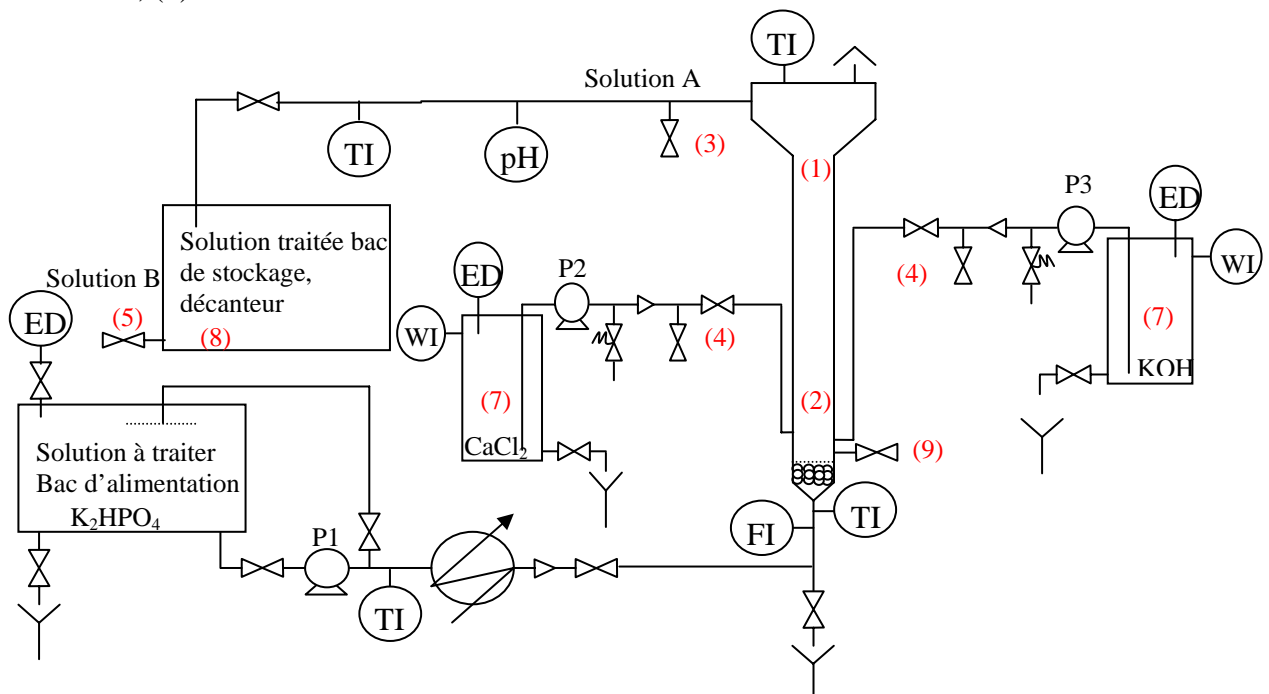 TI
Solution A
TI
pH
(3)
(1)
P3
ED
WI
(4)
(7)
KOH
Solution traitée bac
de stockage,
décanteur
(8)
Solution B
(5)
ED
P2
ED
WI
(4)
(7)
CaCl2
(2)
(9)
Solution à traiter
Bac d’alimentation
K2HPO4
P1
TI
FI
TI